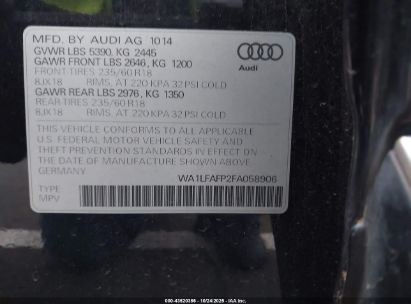 MFD. BY AUDI AG 10 14
GVWR LBS 5390, KG 2445
GAWR FRONT LBS 2646, KG 1200
FRONT TIRES 235/60 R18
8JX18 RIMS, AT 220 KPA 32 PSI COLD
GAWR REAR LBS 2976, KG 1350
REAR TIRES 235/60 R18
8JX18 RIMS, AT 220 KPA 32 PSI COLD
Audi
THIS VEHICLE CONFORMS TO ALL APPLICABLE
U.S. FEDERAL MOTOR VEHICLE SAFETY AND
THEFT PREVENTION STANDARDS IN EFFECT ON
THE DATE OF MANUFACTURE SHOWN ABOVE.
GERMANY
WA1LFAFP2FA058906
TYPE
MPV
000-43520386 - 10/24/2025 - IAA, Inc.